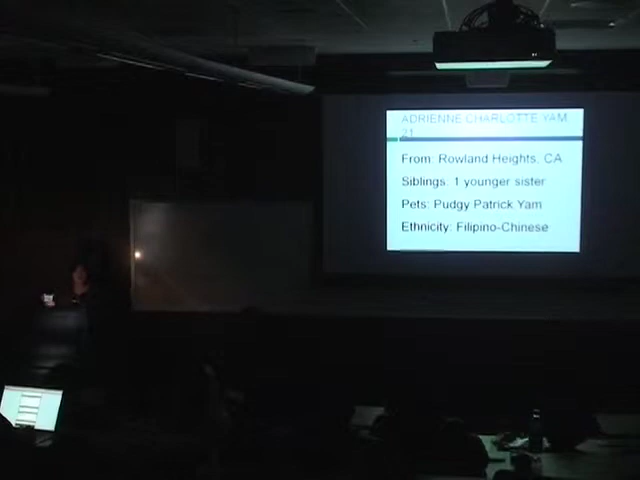 ADRIENNE CHARLOTTE YAM
21
From: Rowland Heights, CA
Siblings: 1 younger sister
Pets: Pudgy Patrick Yam
Ethnicity: Filipino-Chinese